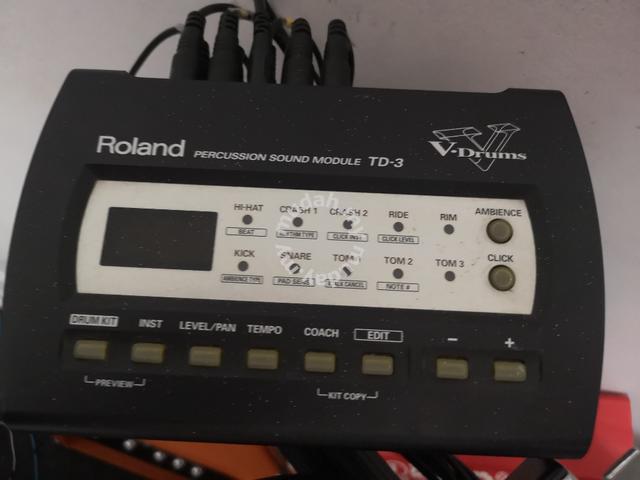 Roland PERCUSSION SOUND MODULE TD-3
V-Drums
HI-HAT CRASH 1 CRASH 2 RIDE RIM AMBIENCE
BEAT RHYTHM TYPE CLICK INST CLICK LEVEL
KICK SNARE TOM 1 TOM 2 TOM 3 CLICK
AMBIENCE TYPE PAD SENS CANCEL NOTE #
DRUM KIT INST LEVEL/PAN TEMPO COACH EDIT − +
PREVIEW KIT COPY